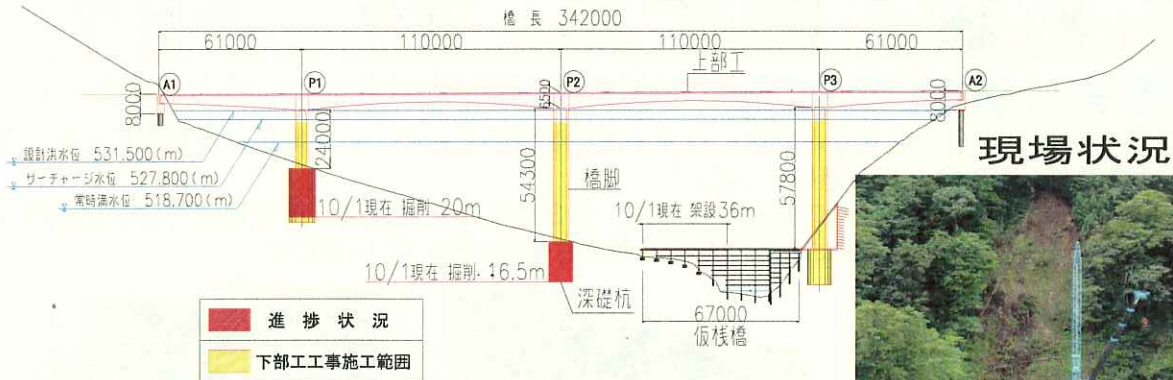 橋長 342000
61000
110000
110000
61000
上部工
A1
P1
P2
P3
A2
8000
6500
8000
24000
54300
57800
設計洪水位 531.500(m)
サーチャージ水位 527.800(m)
常時満水位 518.700(m)
現場状況
橋脚
10/1現在 掘削 20m
10/1現在 架設36m
10/1現在 掘削 16.5m
深礎杭
67000
仮桟橋
進捗状況
下部工工事施工範囲